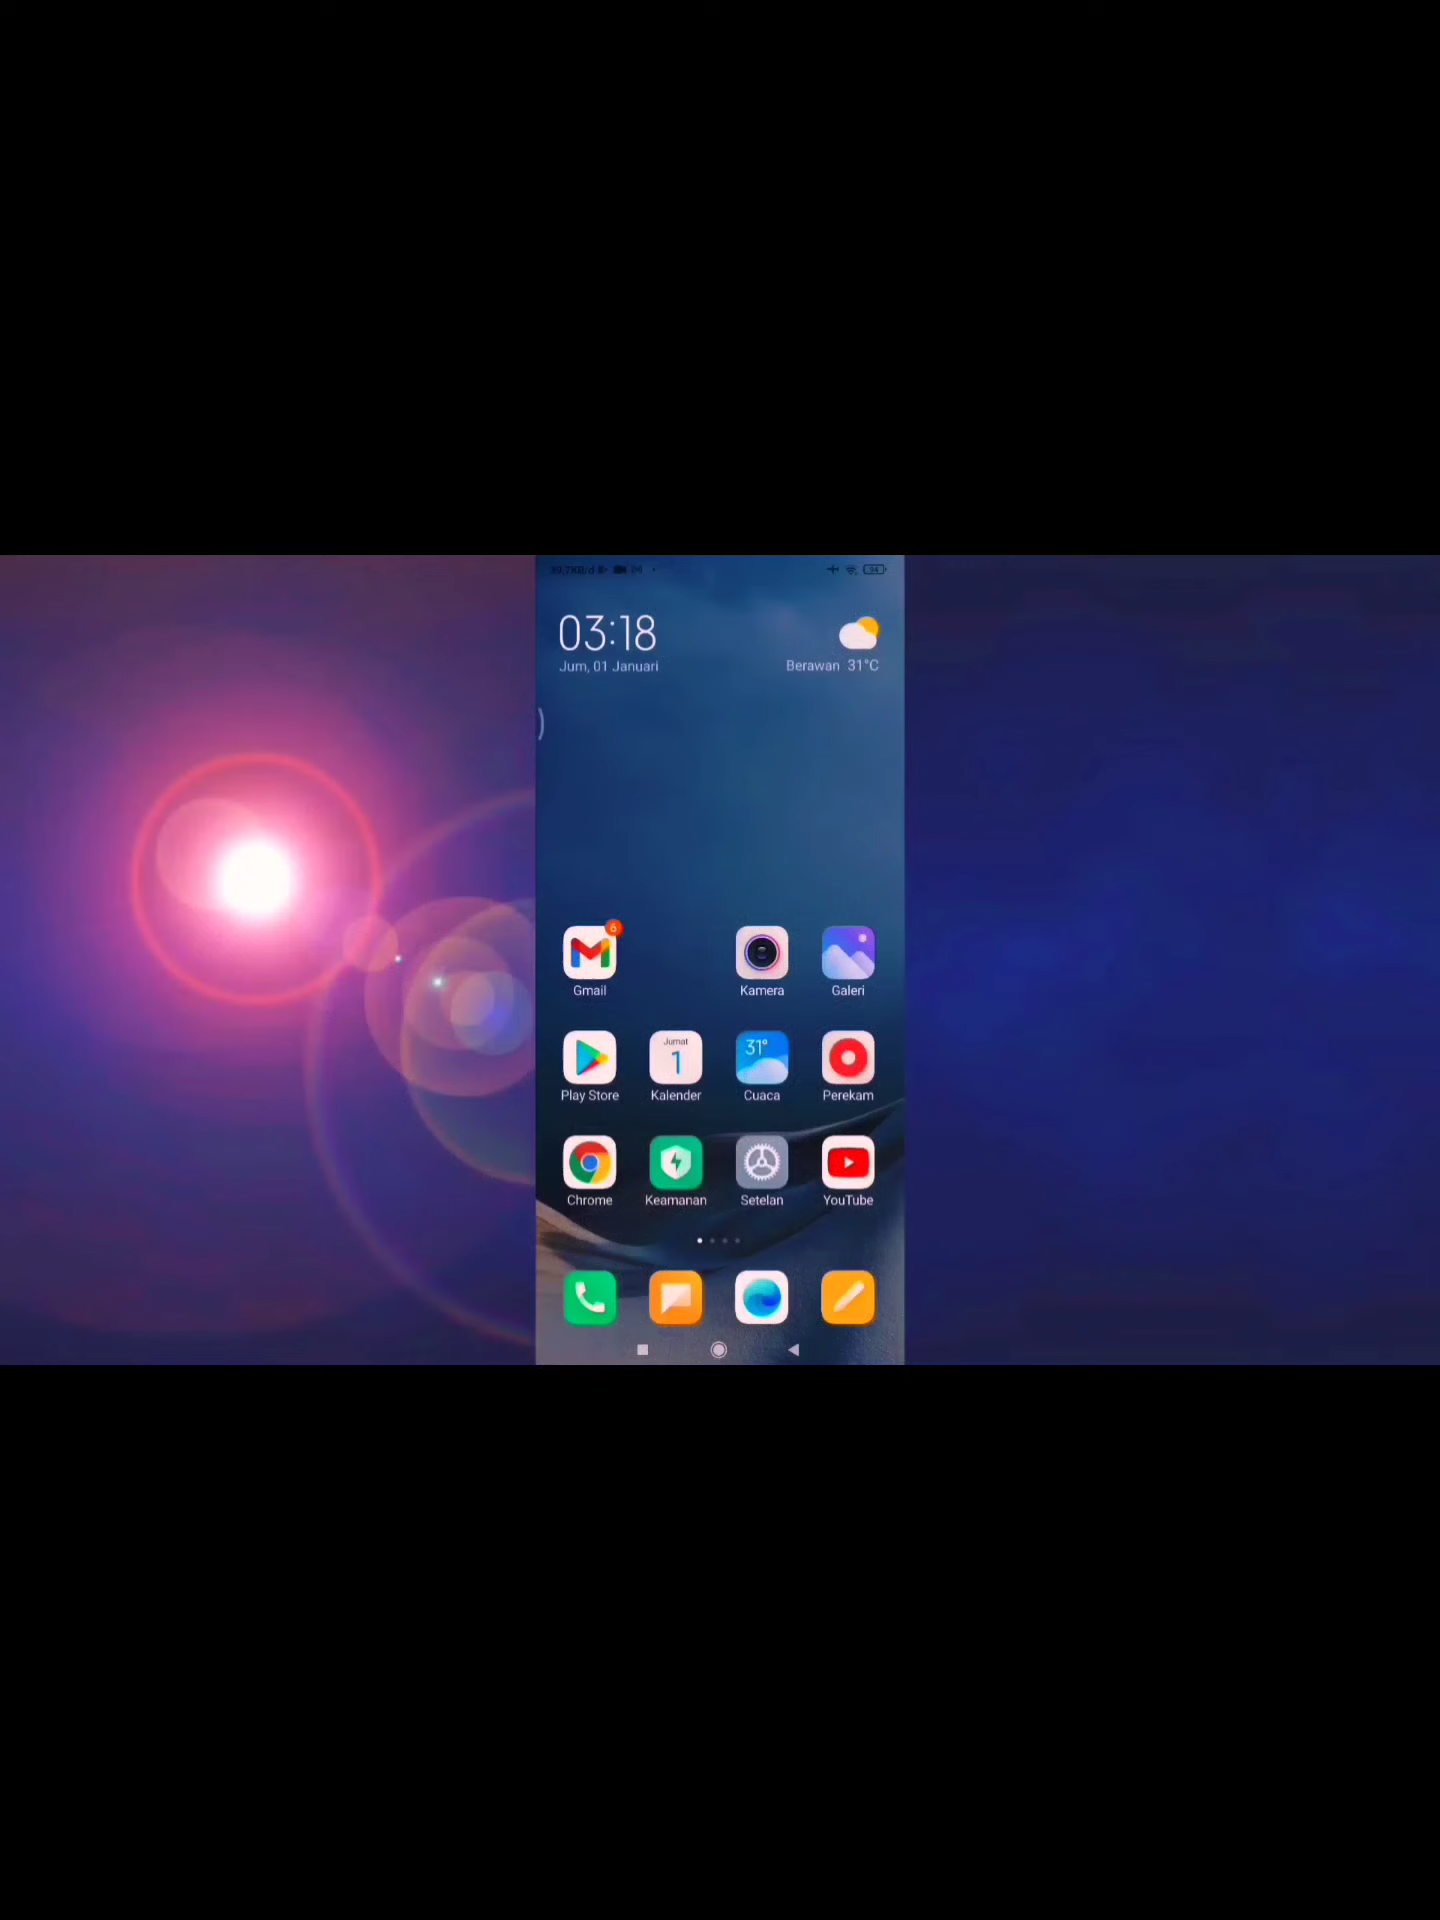 03:18
Jum, 01 Januari
Berawan 31°C
6
Gmail
Kamera
Galeri
Jumat
1
31°
Play Store
Kalender
Cuaca
Perekam
Chrome
Keamanan
Setelan
YouTube